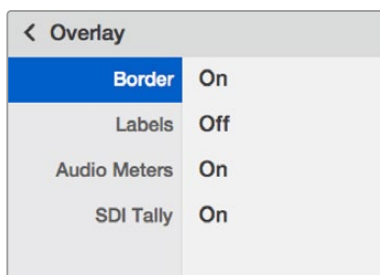 < Overlay
Border On
Labels Off
Audio Meters On
SDI Tally On